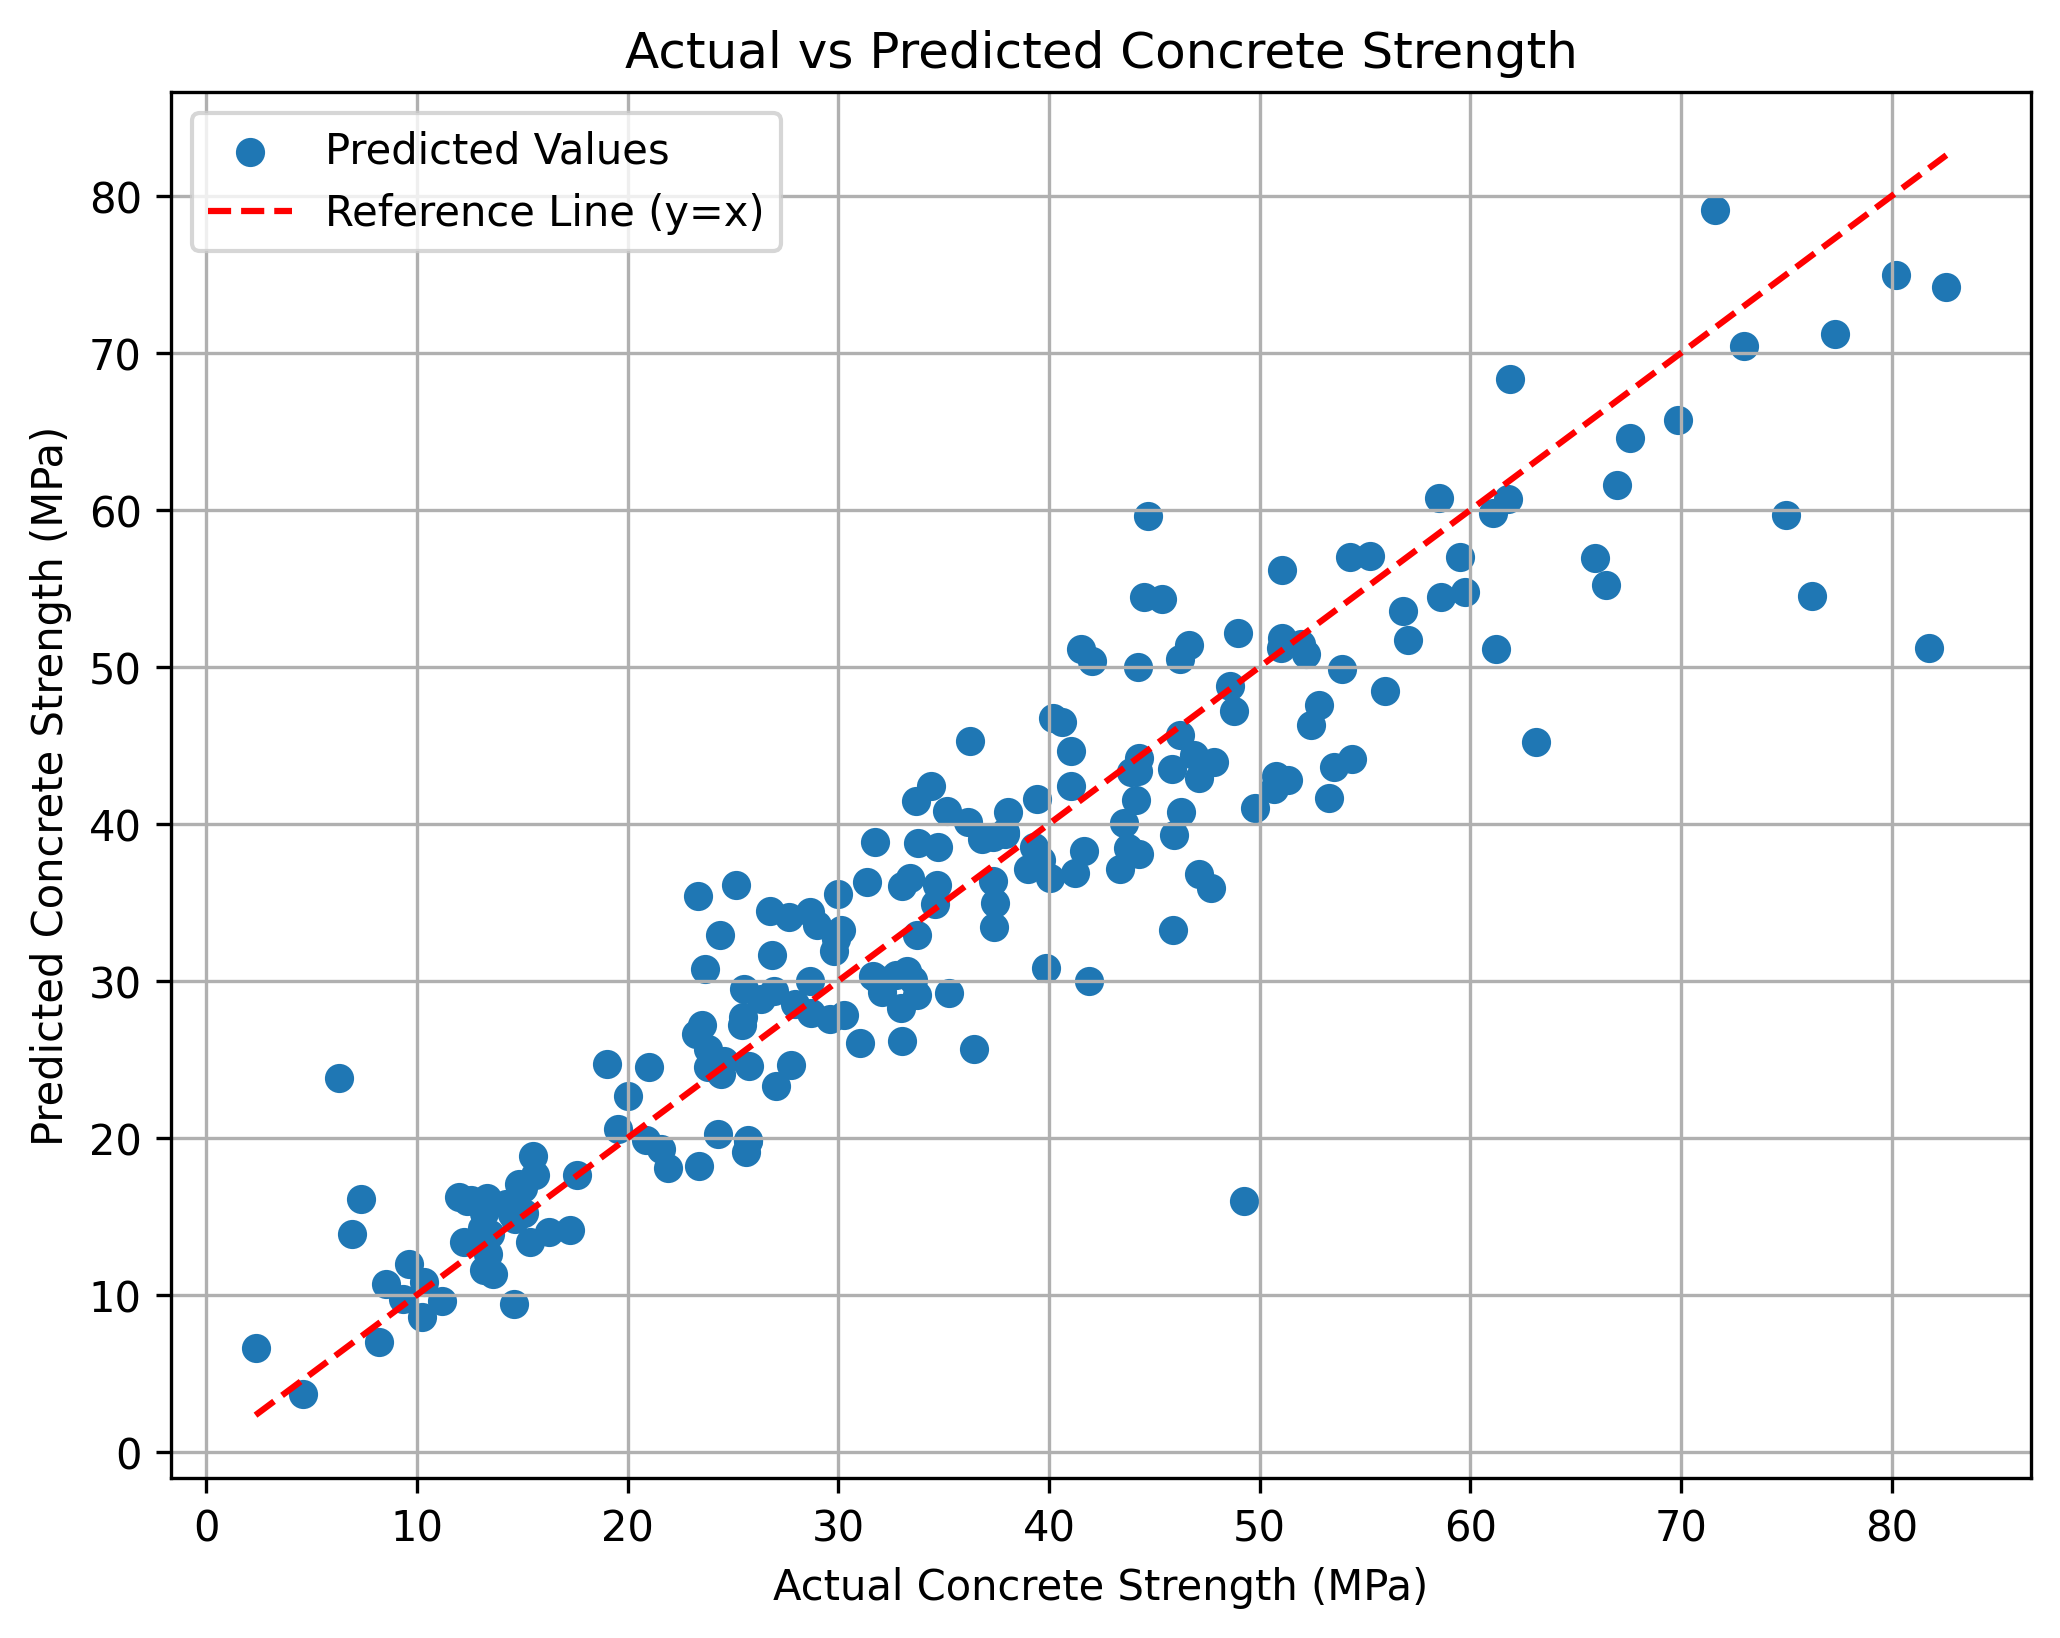 Actual vs Predicted Concrete Strength
Predicted Values
Reference Line (y=x)
80
70
60
50
40
30
20
10
0
Predicted Concrete Strength (MPa)
0 10 20 30 40 50 60 70 80
Actual Concrete Strength (MPa)